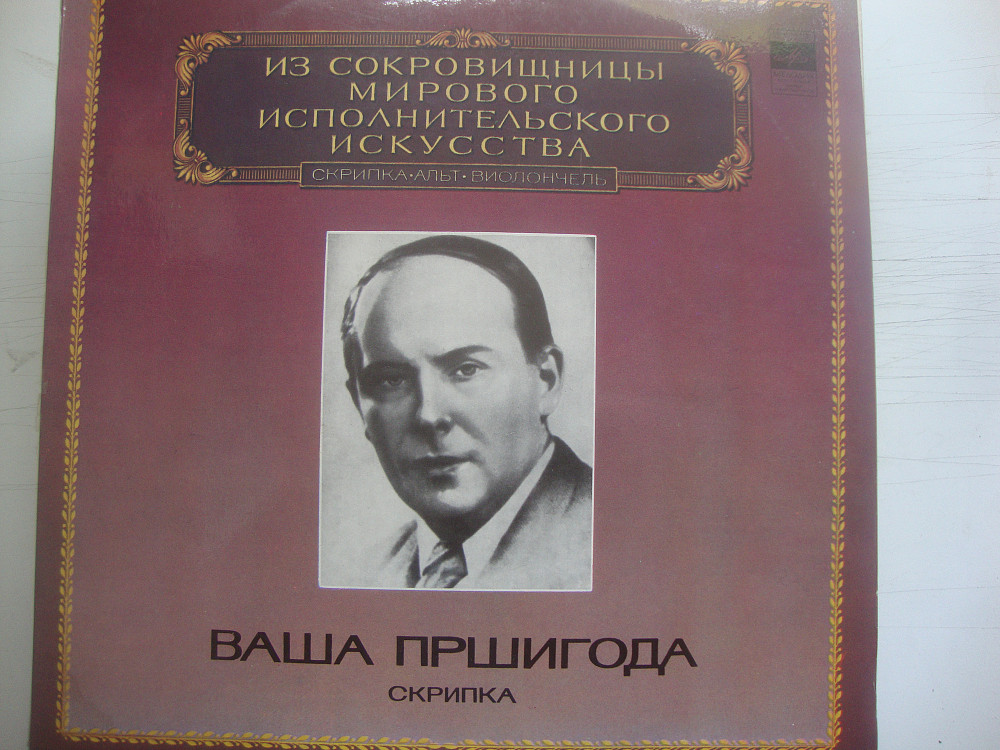 ИЗ СОКРОВИЩНИЦЫ
МИРОВОГО
ИСПОЛНИТЕЛЬСКОГО
ИСКУССТВА
СКРИПКА•АЛЬТ•ВИОЛОНЧЕЛЬ
ВАША ПРШИГОДА
СКРИПКА